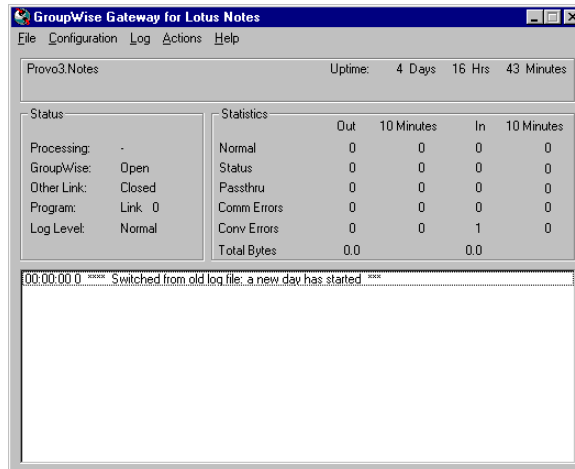 GroupWise Gateway for Lotus Notes
File Configuration Log Actions Help
Provo3.Notes Uptime: 4 Days 16 Hrs 43 Minutes
Status
Processing: -
GroupWise: Open
Other Link: Closed
Program: Link 0
Log Level: Normal
Statistics
Out 10 Minutes In 10 Minutes
Normal 0 0 0 0
Status 0 0 0 0
Passthru 0 0 0 0
Comm Errors 0 0 0 0
Conv Errors 0 0 1 0
Total Bytes 0.0 0.0
00:00:00 0 **** Switched from old log file: a new day has started ***